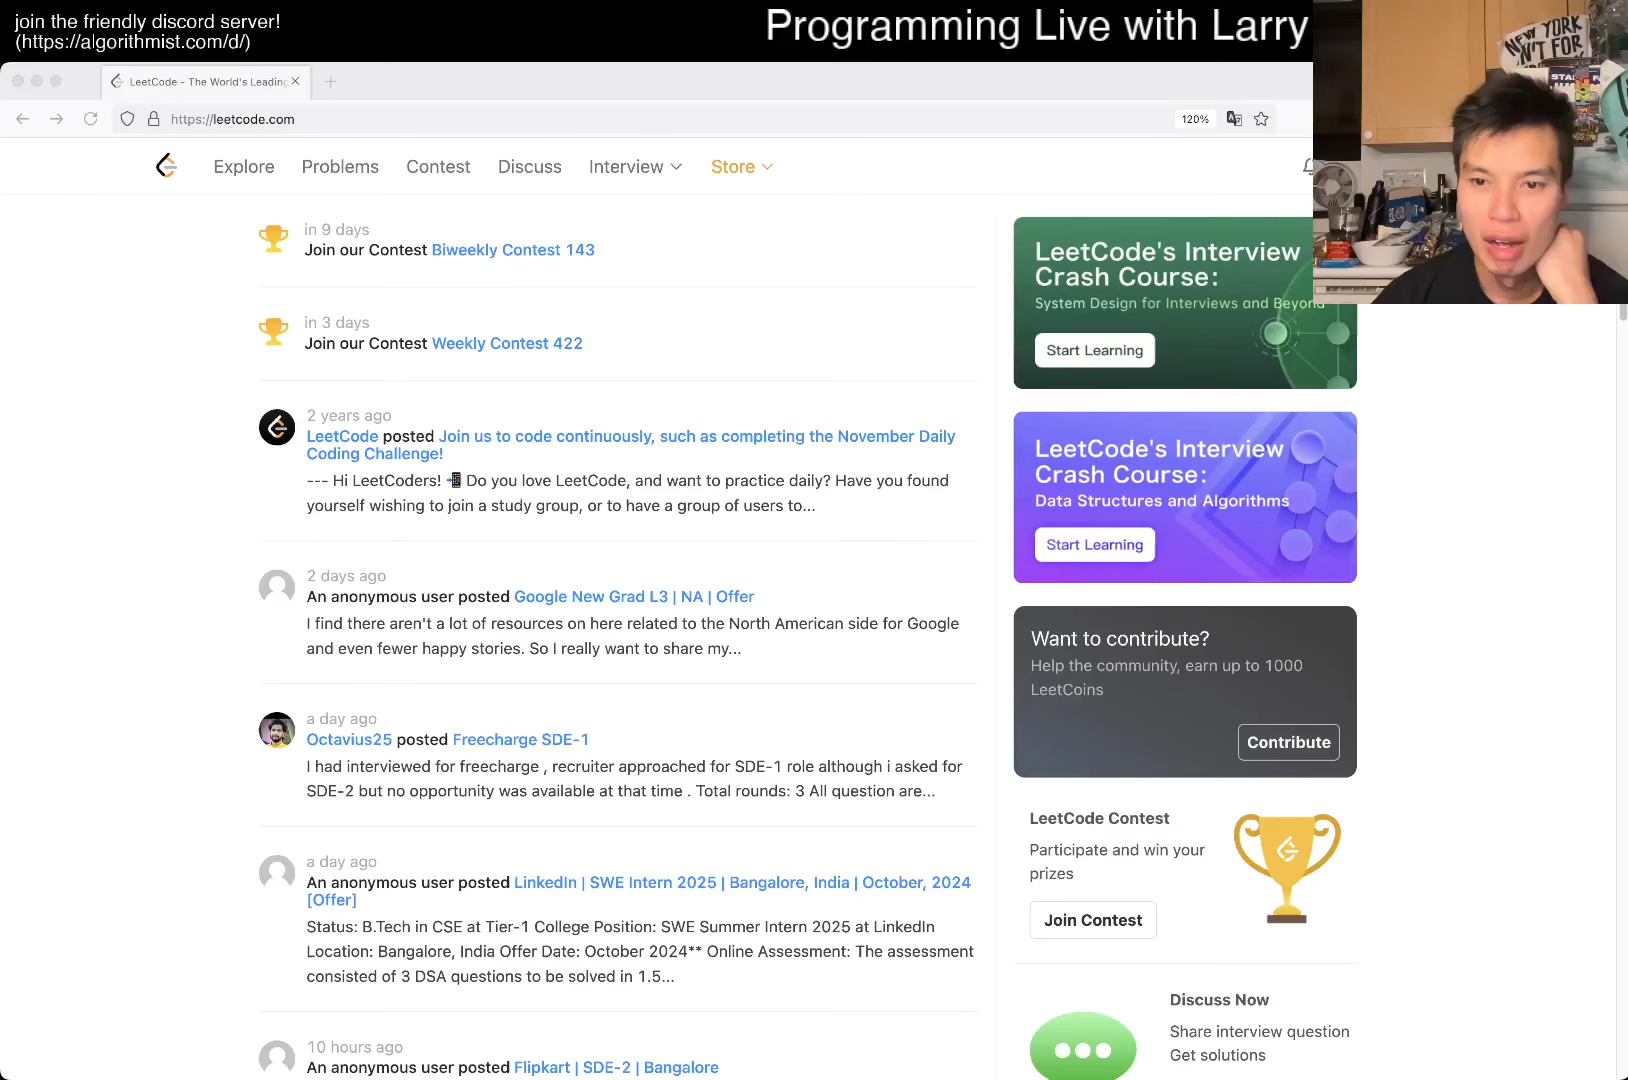 join the friendly discord server!
(https://algorithmist.com/d/)
Programming Live with Larry
NEW YORK
LeetCode - The World's Leading
https://leetcode.com
120%
Explore Problems Contest Discuss Interview Store
in 9 days
Join our Contest Biweekly Contest 143
in 3 days
Join our Contest Weekly Contest 422
2 years ago
LeetCode posted Join us to code continuously, such as completing the November Daily
Coding Challenge!
--- Hi LeetCoders! 📲 Do you love LeetCode, and want to practice daily? Have you found
yourself wishing to join a study group, or to have a group of users to...
2 days ago
An anonymous user posted Google New Grad L3 | NA | Offer
I find there aren't a lot of resources on here related to the North American side for Google
and even fewer happy stories. So I really want to share my...
a day ago
Octavius25 posted Freecharge SDE-1
I had interviewed for freecharge , recruiter approached for SDE-1 role although i asked for
SDE-2 but no opportunity was available at that time . Total rounds: 3 All question are...
a day ago
An anonymous user posted LinkedIn | SWE Intern 2025 | Bangalore, India | October, 2024
[Offer]
Status: B.Tech in CSE at Tier-1 College Position: SWE Summer Intern 2025 at LinkedIn
Location: Bangalore, India Offer Date: October 2024** Online Assessment: The assessment
consisted of 3 DSA questions to be solved in 1.5...
10 hours ago
An anonymous user posted Flipkart | SDE-2 | Bangalore
LeetCode's Interview
Crash Course:
System Design for Interviews and Beyond
Start Learning
LeetCode's Interview
Crash Course:
Data Structures and Algorithms
Start Learning
Want to contribute?
Help the community, earn up to 1000
LeetCoins
Contribute
LeetCode Contest
Participate and win your
prizes
Join Contest
Discuss Now
Share interview question
Get solutions